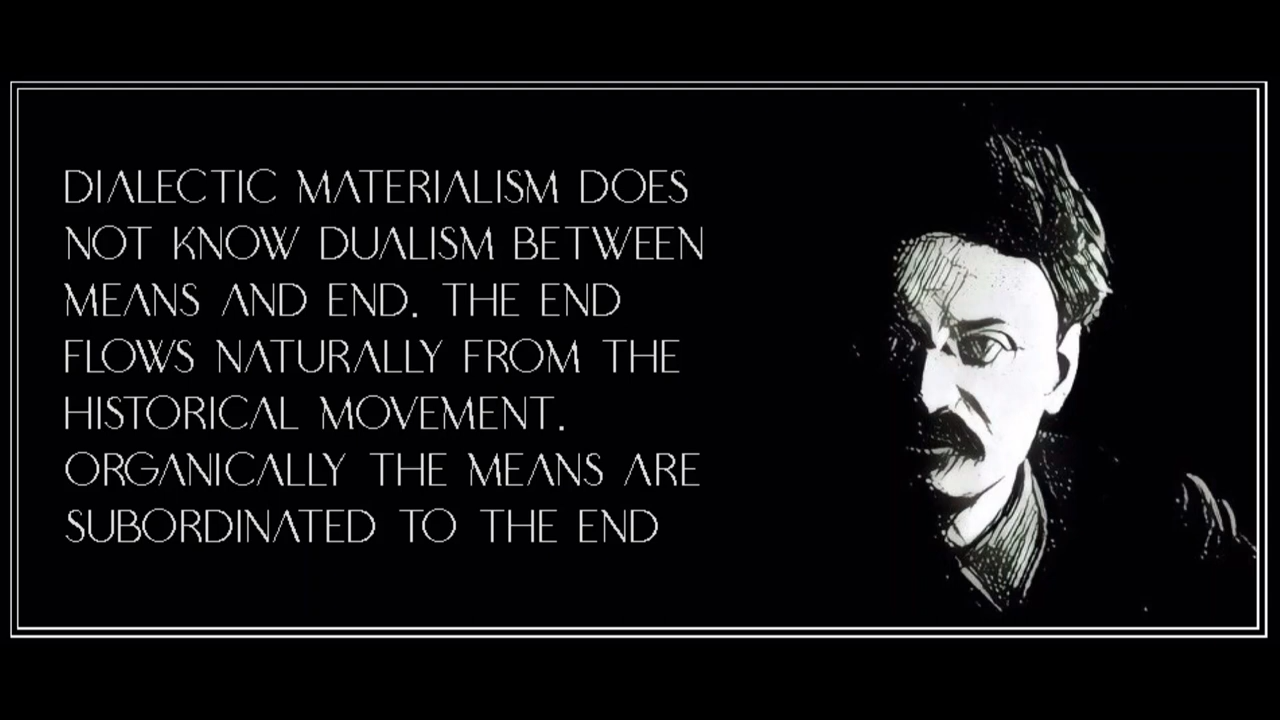 DIALECTIC MATERIALISM DOES
NOT KNOW DUALISM BETWEEN
MEANS AND END. THE END
FLOWS NATURALLY FROM THE
HISTORICAL MOVEMENT.
ORGANICALLY THE MEANS ARE
SUBORDINATED TO THE END